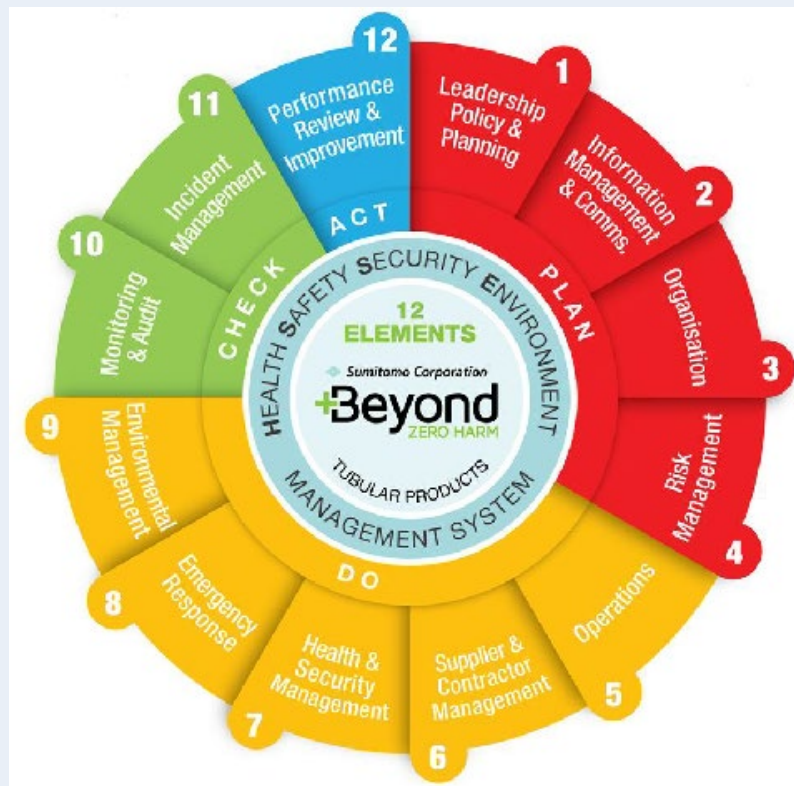 12
ELEMENTS
Sumitomo Corporation
+Beyond
ZERO HARM
TUBULAR PRODUCTS
HEALTH SAFETY SECURITY ENVIRONMENT
MANAGEMENT SYSTEM
PLAN
1
Leadership
Policy &
Planning
2
Information
Management
& Comms.
3
Organisation
4
Risk
Management
DO
5
Operations
6
Supplier &
Contractor
Management
7
Health &
Security
Management
8
Emergency
Response
9
Environmental
Management
CHECK
10
Monitoring
& Audit
11
Incident
Management
ACT
12
Performance
Review &
Improvement